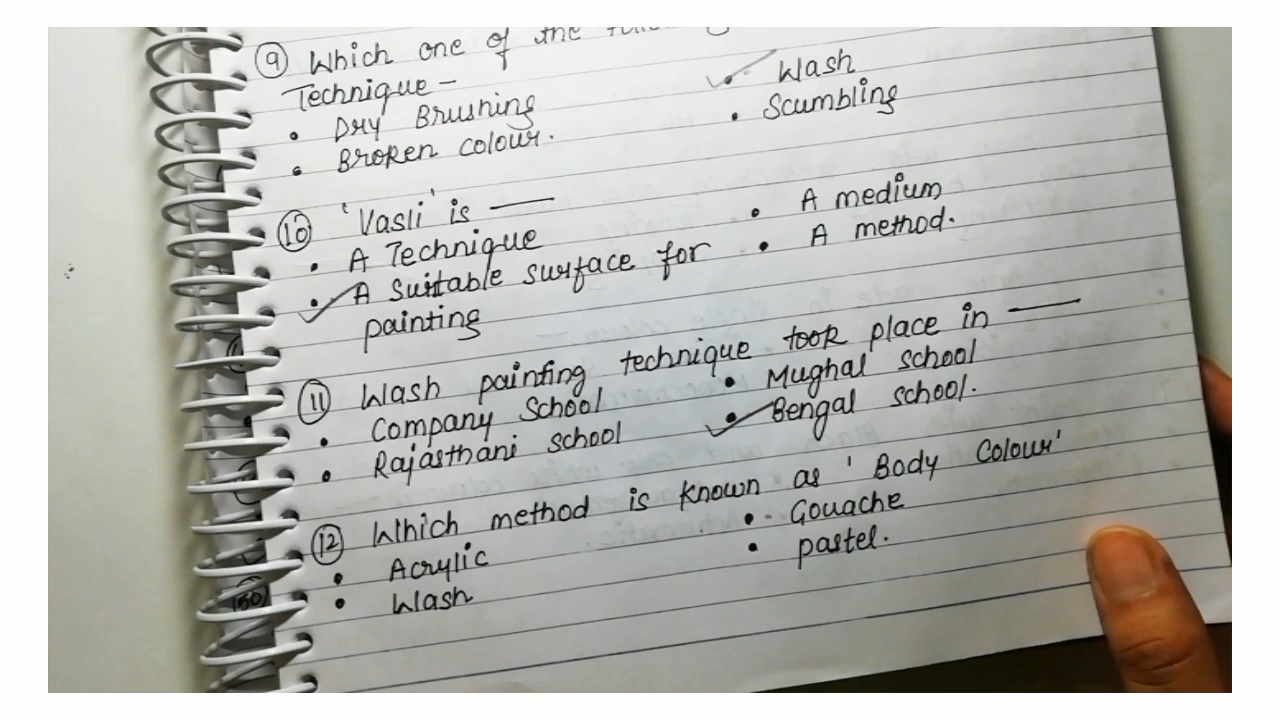 ⑨ Which one of the
Technique –
• Dry Brushing
✓• Wash
• Broken colour.
• Scumbling
⑩ 'Vasli' is ——
• A Technique
• A medium
✓• A Suitable surface for
painting
• A method.
⑪ Wash painting technique took place in ——
• Company School
• Mughal school
• Rajasthani school
✓• Bengal school.
⑫ Which method is known as 'Body Colour'
• Acrylic
• Gouache
• Wash
• pastel.